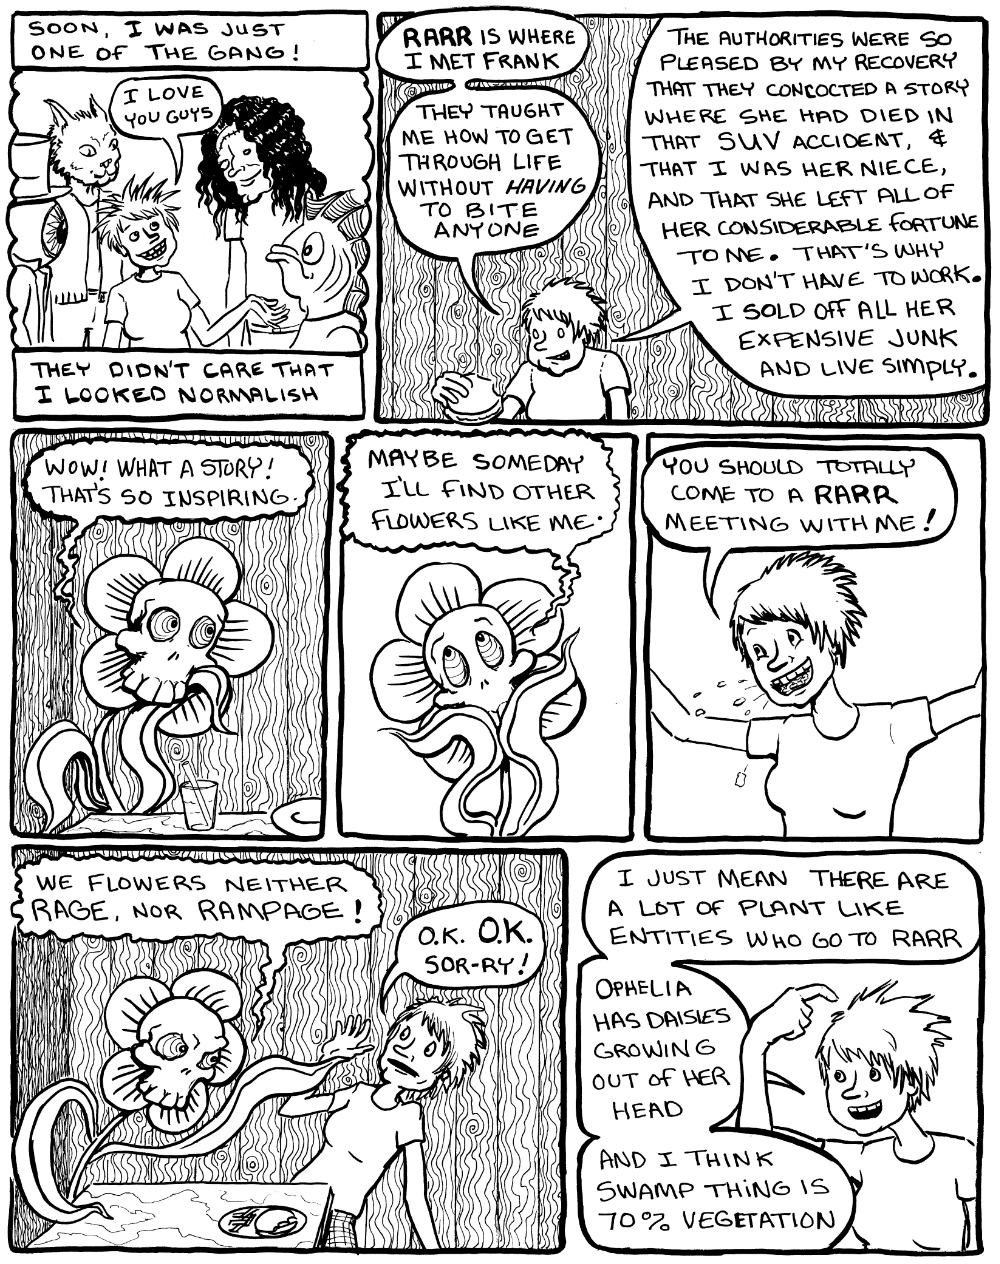 SOON, I WAS JUST
ONE OF THE GANG!
I LOVE
YOU GUYS
THEY DIDN'T CARE THAT
I LOOKED NORMALISH
RARR IS WHERE
I MET FRANK
THEY TAUGHT
ME HOW TO GET
THROUGH LIFE
WITHOUT HAVING
TO BITE
ANYONE
THE AUTHORITIES WERE SO
PLEASED BY MY RECOVERY
THAT THEY CONCOCTED A STORY
WHERE SHE HAD DIED IN
THAT SUV ACCIDENT, &
THAT I WAS HER NIECE,
AND THAT SHE LEFT ALL OF
HER CONSIDERABLE FORTUNE
TO ME. THAT'S WHY
I DON'T HAVE TO WORK.
I SOLD OFF ALL HER
EXPENSIVE JUNK
AND LIVE SIMPLY.
WOW! WHAT A STORY!
THAT'S SO INSPIRING.
MAYBE SOMEDAY
I'LL FIND OTHER
FLOWERS LIKE ME.
YOU SHOULD TOTALLY
COME TO A RARR
MEETING WITH ME!
WE FLOWERS NEITHER
RAGE, NOR RAMPAGE!
O.K. O.K.
SOR-RY!
I JUST MEAN THERE ARE
A LOT OF PLANT LIKE
ENTITIES WHO GO TO RARR
OPHELIA
HAS DAISIES
GROWING
OUT OF HER
HEAD
AND I THINK
SWAMP THING IS
70% VEGETATION